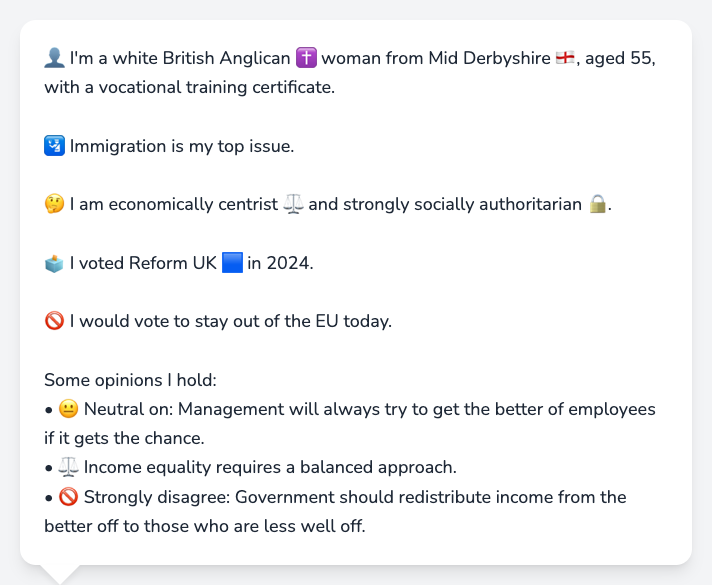 👤 I'm a white British Anglican ✝️ woman from Mid Derbyshire 🏴󠁧󠁢󠁥󠁮󠁧󠁿, aged 55,
with a vocational training certificate.
🛂 Immigration is my top issue.
🤔 I am economically centrist ⚖️ and strongly socially authoritarian 🔒.
🗳️ I voted Reform UK 🟦 in 2024.
🚫 I would vote to stay out of the EU today.
Some opinions I hold:
• 😐 Neutral on: Management will always try to get the better of employees
if it gets the chance.
• ⚖️ Income equality requires a balanced approach.
• 🚫 Strongly disagree: Government should redistribute income from the
better off to those who are less well off.